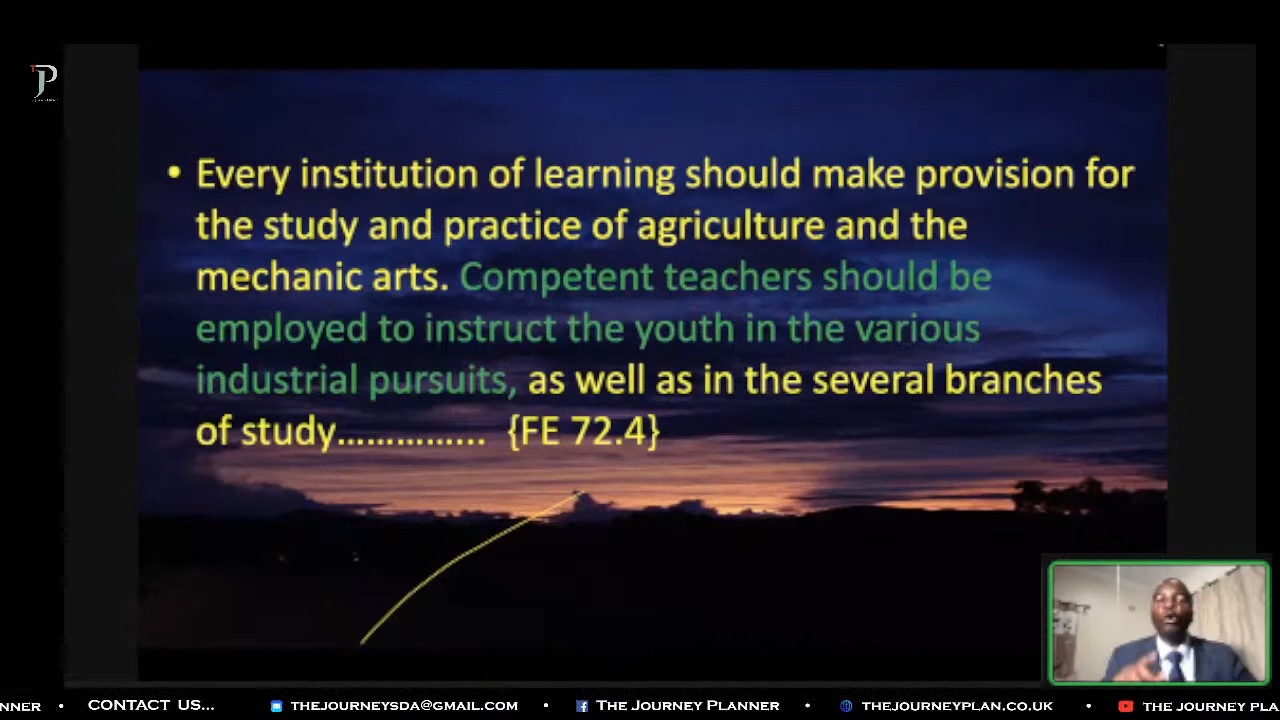 JP
• Every institution of learning should make provision for
the study and practice of agriculture and the
mechanic arts. Competent teachers should be
employed to instruct the youth in the various
industrial pursuits, as well as in the several branches
of study................ {FE 72.4}
NNER • CONTACT US... THEJOURNEYSDA@GMAIL.COM • THE JOURNEY PLANNER • THEJOURNEYPLAN.CO.UK • THE JOURNEY PLA